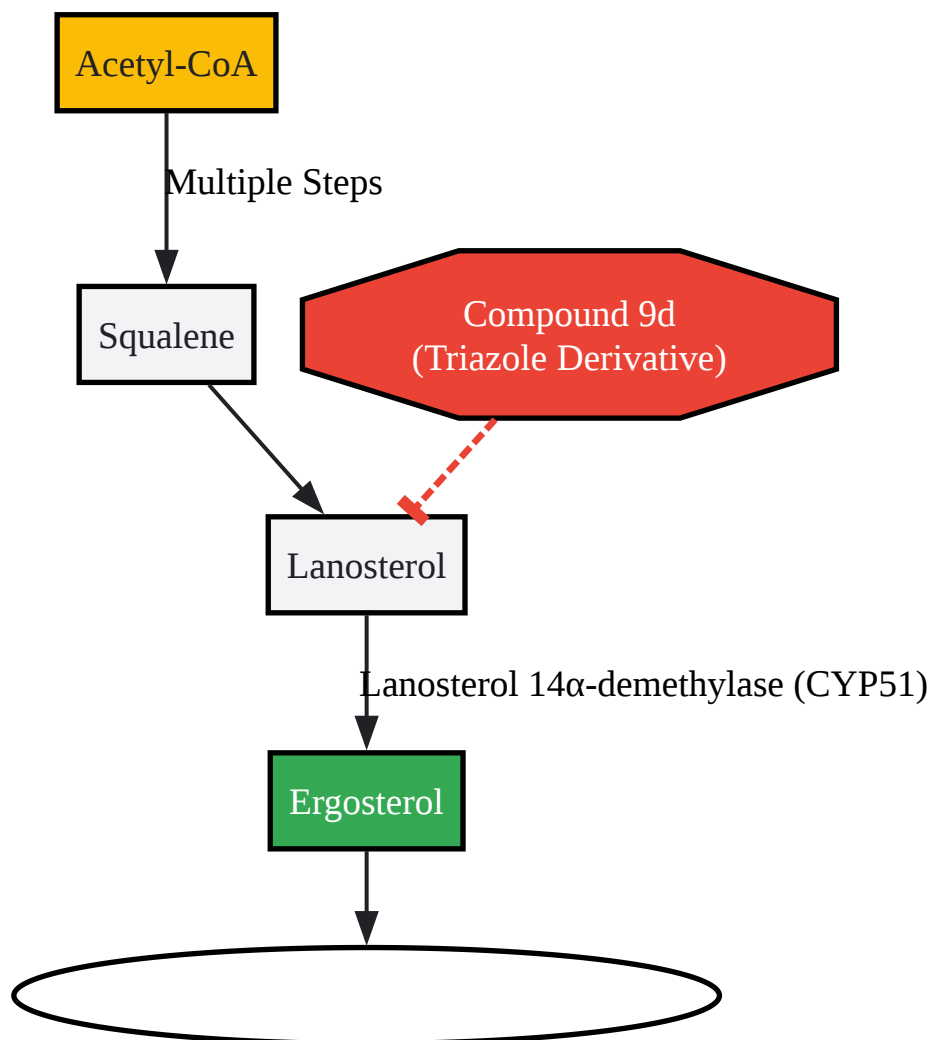 Acetyl-CoA
Multiple Steps
Squalene
Compound 9d
(Triazole Derivative)
Lanosterol
Lanosterol 14α-demethylase (CYP51)
Ergosterol